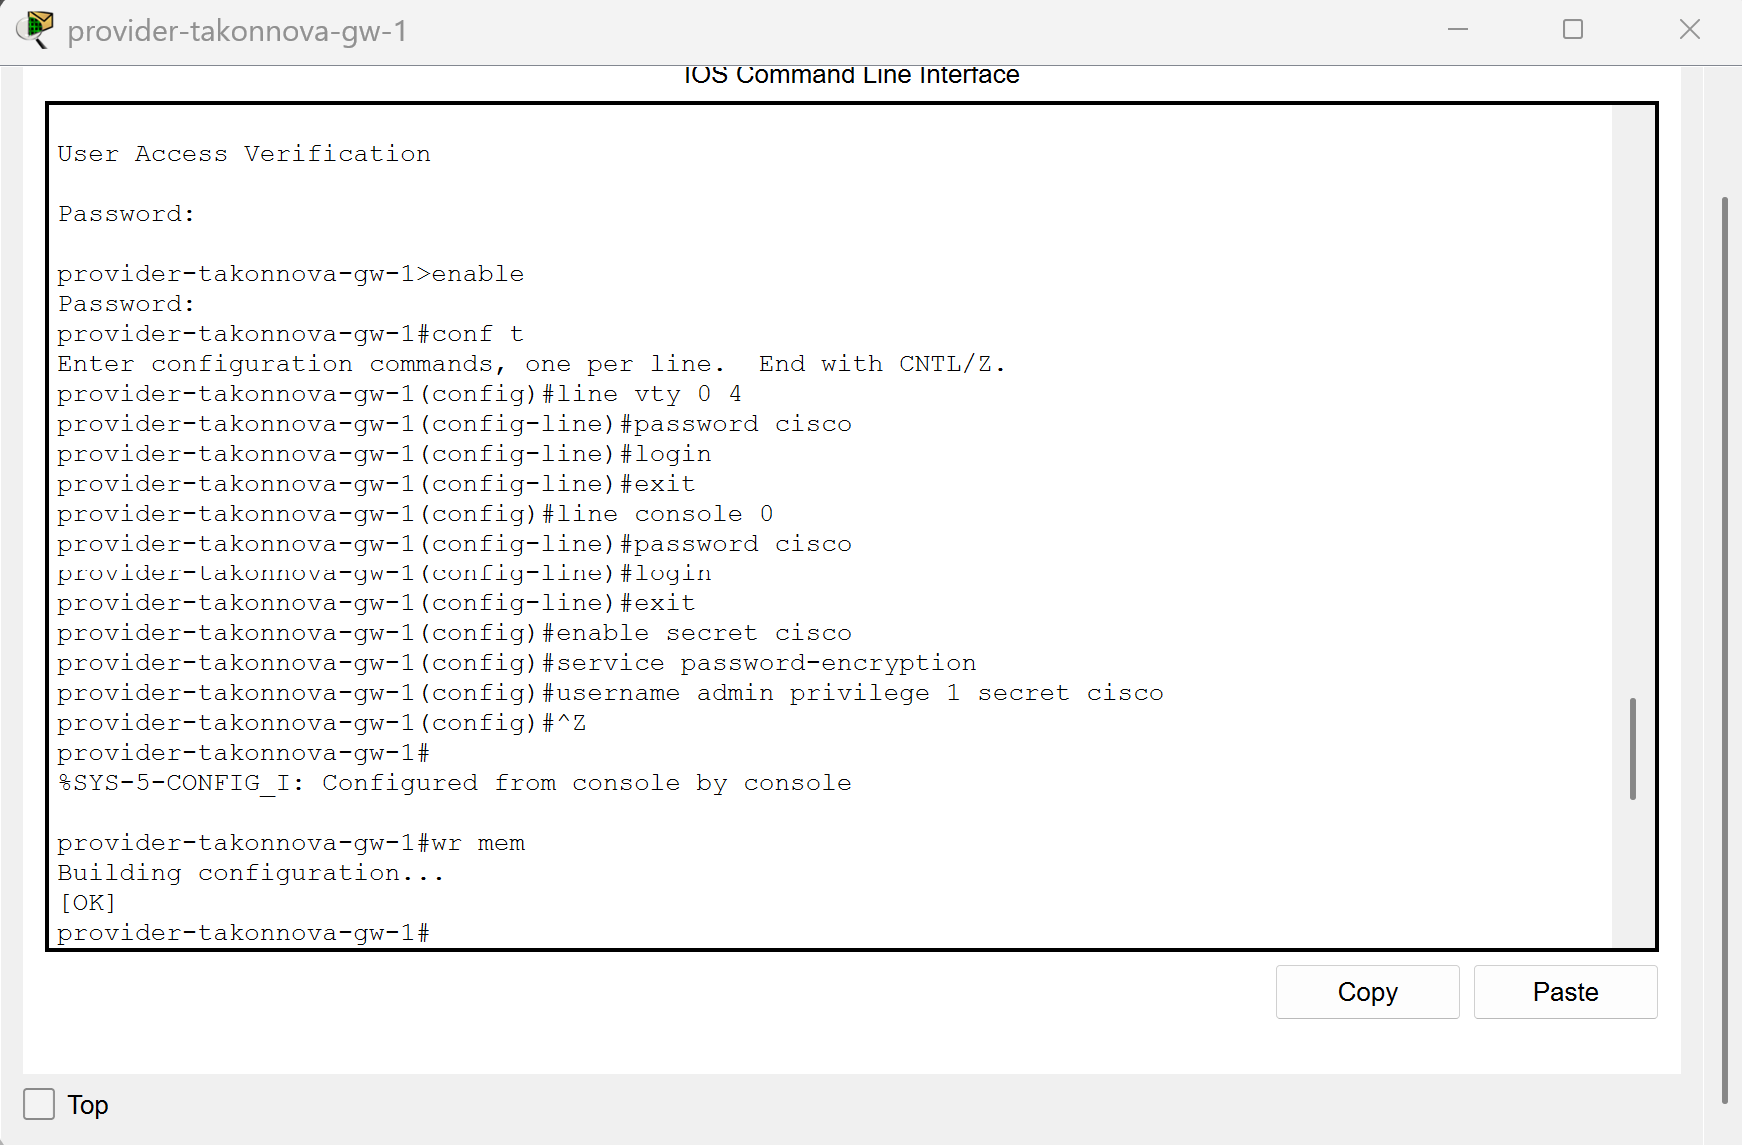 provider-takonnova-gw-1
IOS Command Line Interface
User Access Verification
Password:
provider-takonnova-gw-1>enable
Password:
provider-takonnova-gw-1#conf t
Enter configuration commands, one per line.  End with CNTL/Z.
provider-takonnova-gw-1(config)#line vty 0 4
provider-takonnova-gw-1(config-line)#password cisco
provider-takonnova-gw-1(config-line)#login
provider-takonnova-gw-1(config-line)#exit
provider-takonnova-gw-1(config)#line console 0
provider-takonnova-gw-1(config-line)#password cisco
provider-takonnova-gw-1(config-line)#login
provider-takonnova-gw-1(config-line)#exit
provider-takonnova-gw-1(config)#enable secret cisco
provider-takonnova-gw-1(config)#service password-encryption
provider-takonnova-gw-1(config)#username admin privilege 1 secret cisco
provider-takonnova-gw-1(config)#^Z
provider-takonnova-gw-1#
%SYS-5-CONFIG_I: Configured from console by console
provider-takonnova-gw-1#wr mem
Building configuration...
[OK]
provider-takonnova-gw-1#
Copy Paste
Top